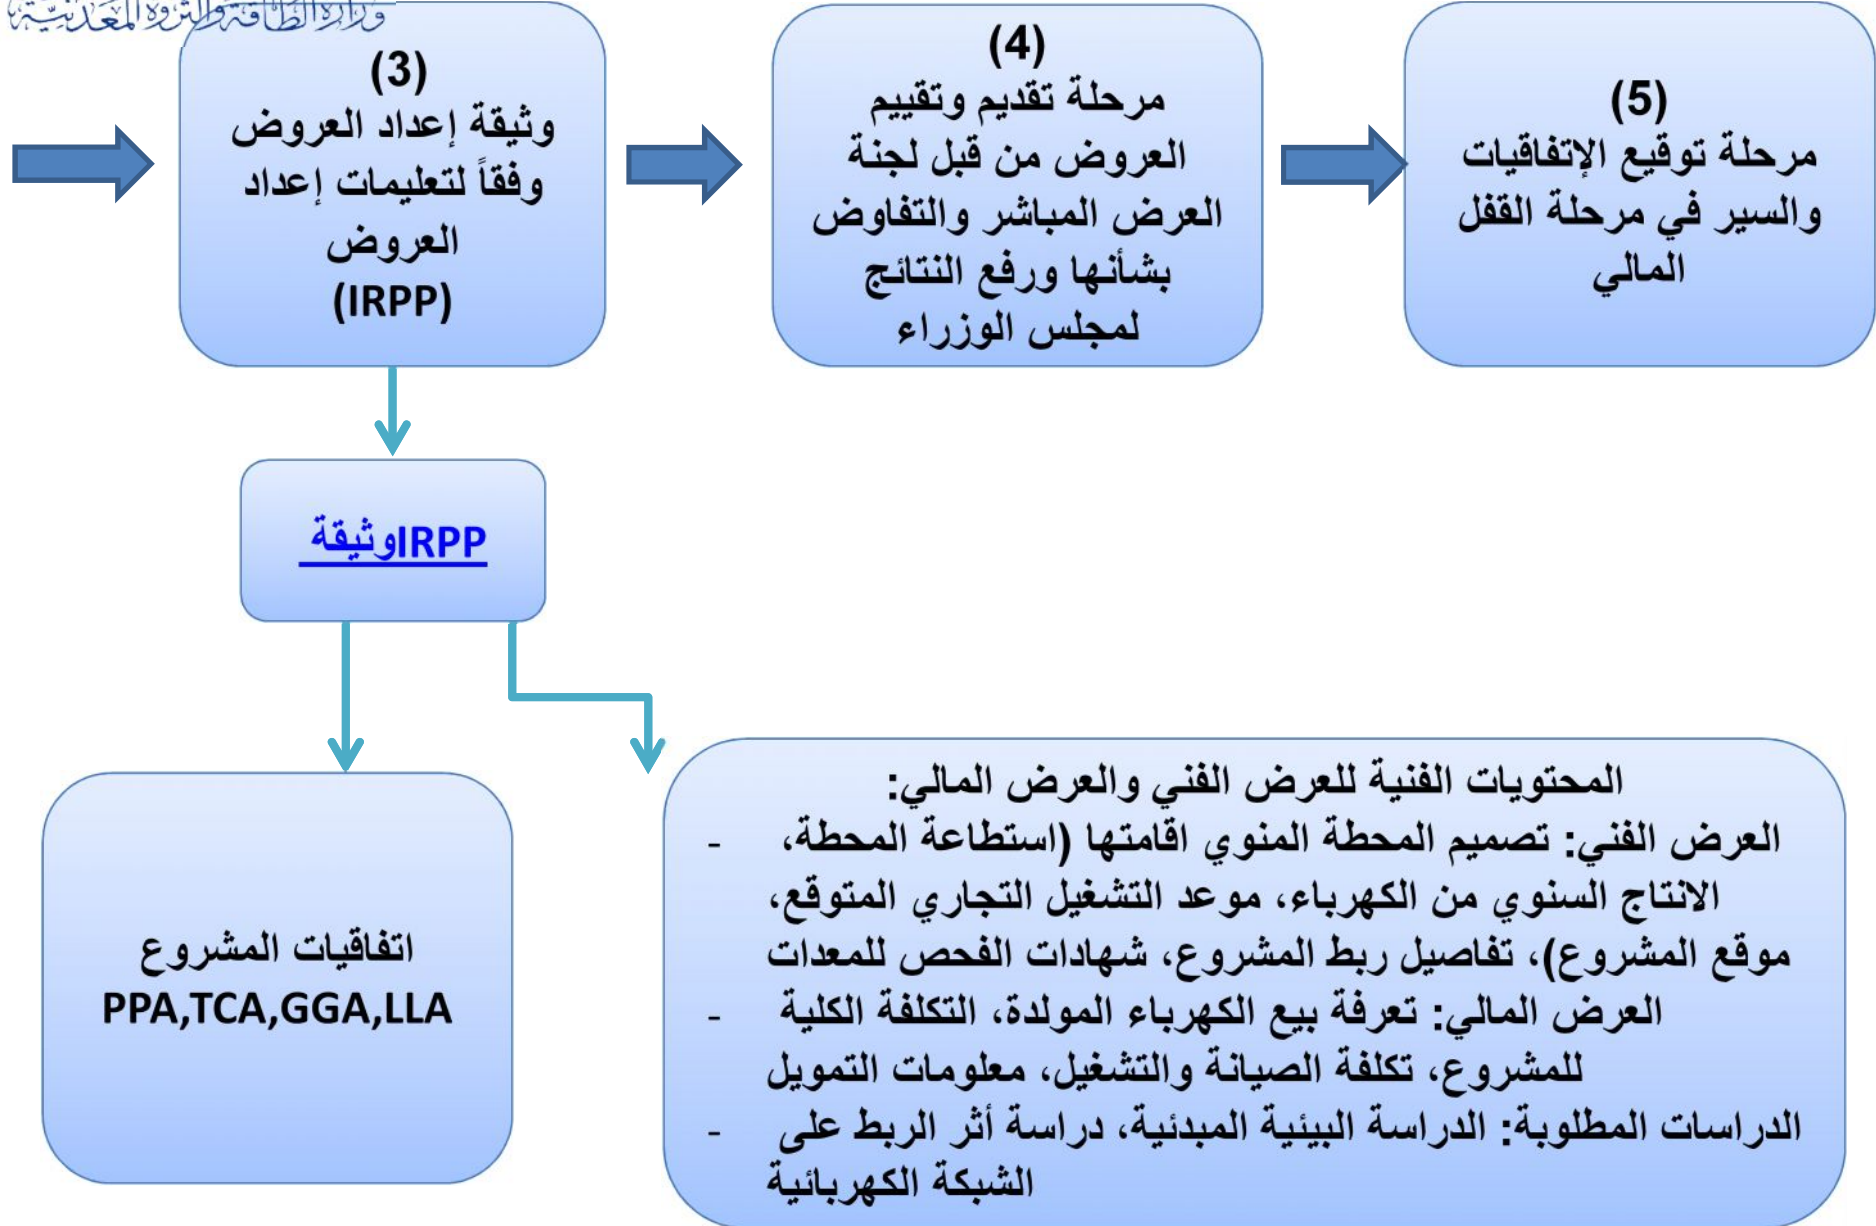 وزارة الطاقة والثروة المعدنية
(3)
وثيقة إعداد العروض
وفقاً لتعليمات إعداد
العروض
(IRPP)
(4)
مرحلة تقديم وتقييم
العروض من قبل لجنة
العرض المباشر والتفاوض
بشأنها ورفع النتائج
لمجلس الوزراء
(5)
مرحلة توقيع الإتفاقيات
والسير في مرحلة القفل
المالي
IRPPوثيقة
المحتويات الفنية للعرض الفني والعرض المالي:
- العرض الفني: تصميم المحطة المنوي اقامتها (استطاعة المحطة،
الانتاج السنوي من الكهرباء، موعد التشغيل التجاري المتوقع،
موقع المشروع)، تفاصيل ربط المشروع، شهادات الفحص للمعدات
- العرض المالي: تعرفة بيع الكهرباء المولدة، التكلفة الكلية
للمشروع، تكلفة الصيانة والتشغيل، معلومات التمويل
- الدراسات المطلوبة: الدراسة البيئية المبدئية، دراسة أثر الربط على
الشبكة الكهربائية
اتفاقيات المشروع
PPA,TCA,GGA,LLA